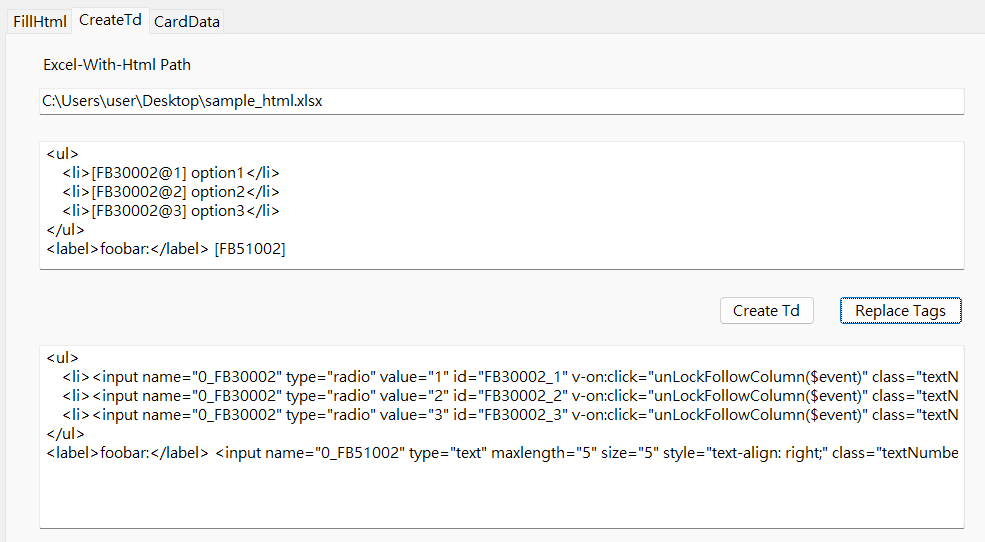 FillHtml CreateTd CardData
Excel-With-Html Path
C:\Users\user\Desktop\sample_html.xlsx
<ul>
    <li>[FB30002@1] option1</li>
    <li>[FB30002@2] option2</li>
    <li>[FB30002@3] option3</li>
</ul>
<label>foobar:</label> [FB51002]
Create Td Replace Tags
<ul>
    <li><input name="0_FB30002" type="radio" value="1" id="FB30002_1" v-on:click="unLockFollowColumn($event)" class="textN
    <li><input name="0_FB30002" type="radio" value="2" id="FB30002_2" v-on:click="unLockFollowColumn($event)" class="textN
    <li><input name="0_FB30002" type="radio" value="3" id="FB30002_3" v-on:click="unLockFollowColumn($event)" class="textN
</ul>
<label>foobar:</label> <input name="0_FB51002" type="text" maxlength="5" size="5" style="text-align: right;" class="textNumbe